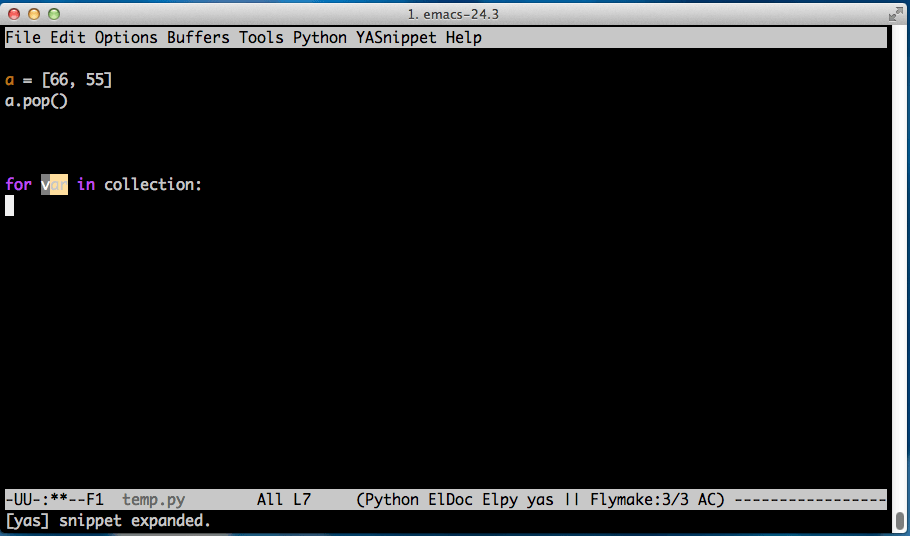 1. emacs-24.3
File Edit Options Buffers Tools Python YASnippet Help
a = [66, 55]
a.pop()
for var in collection:
-UU-:**--F1  temp.py        All L7     (Python ElDoc Elpy yas || Flymake:3/3 AC) -----------------
[yas] snippet expanded.